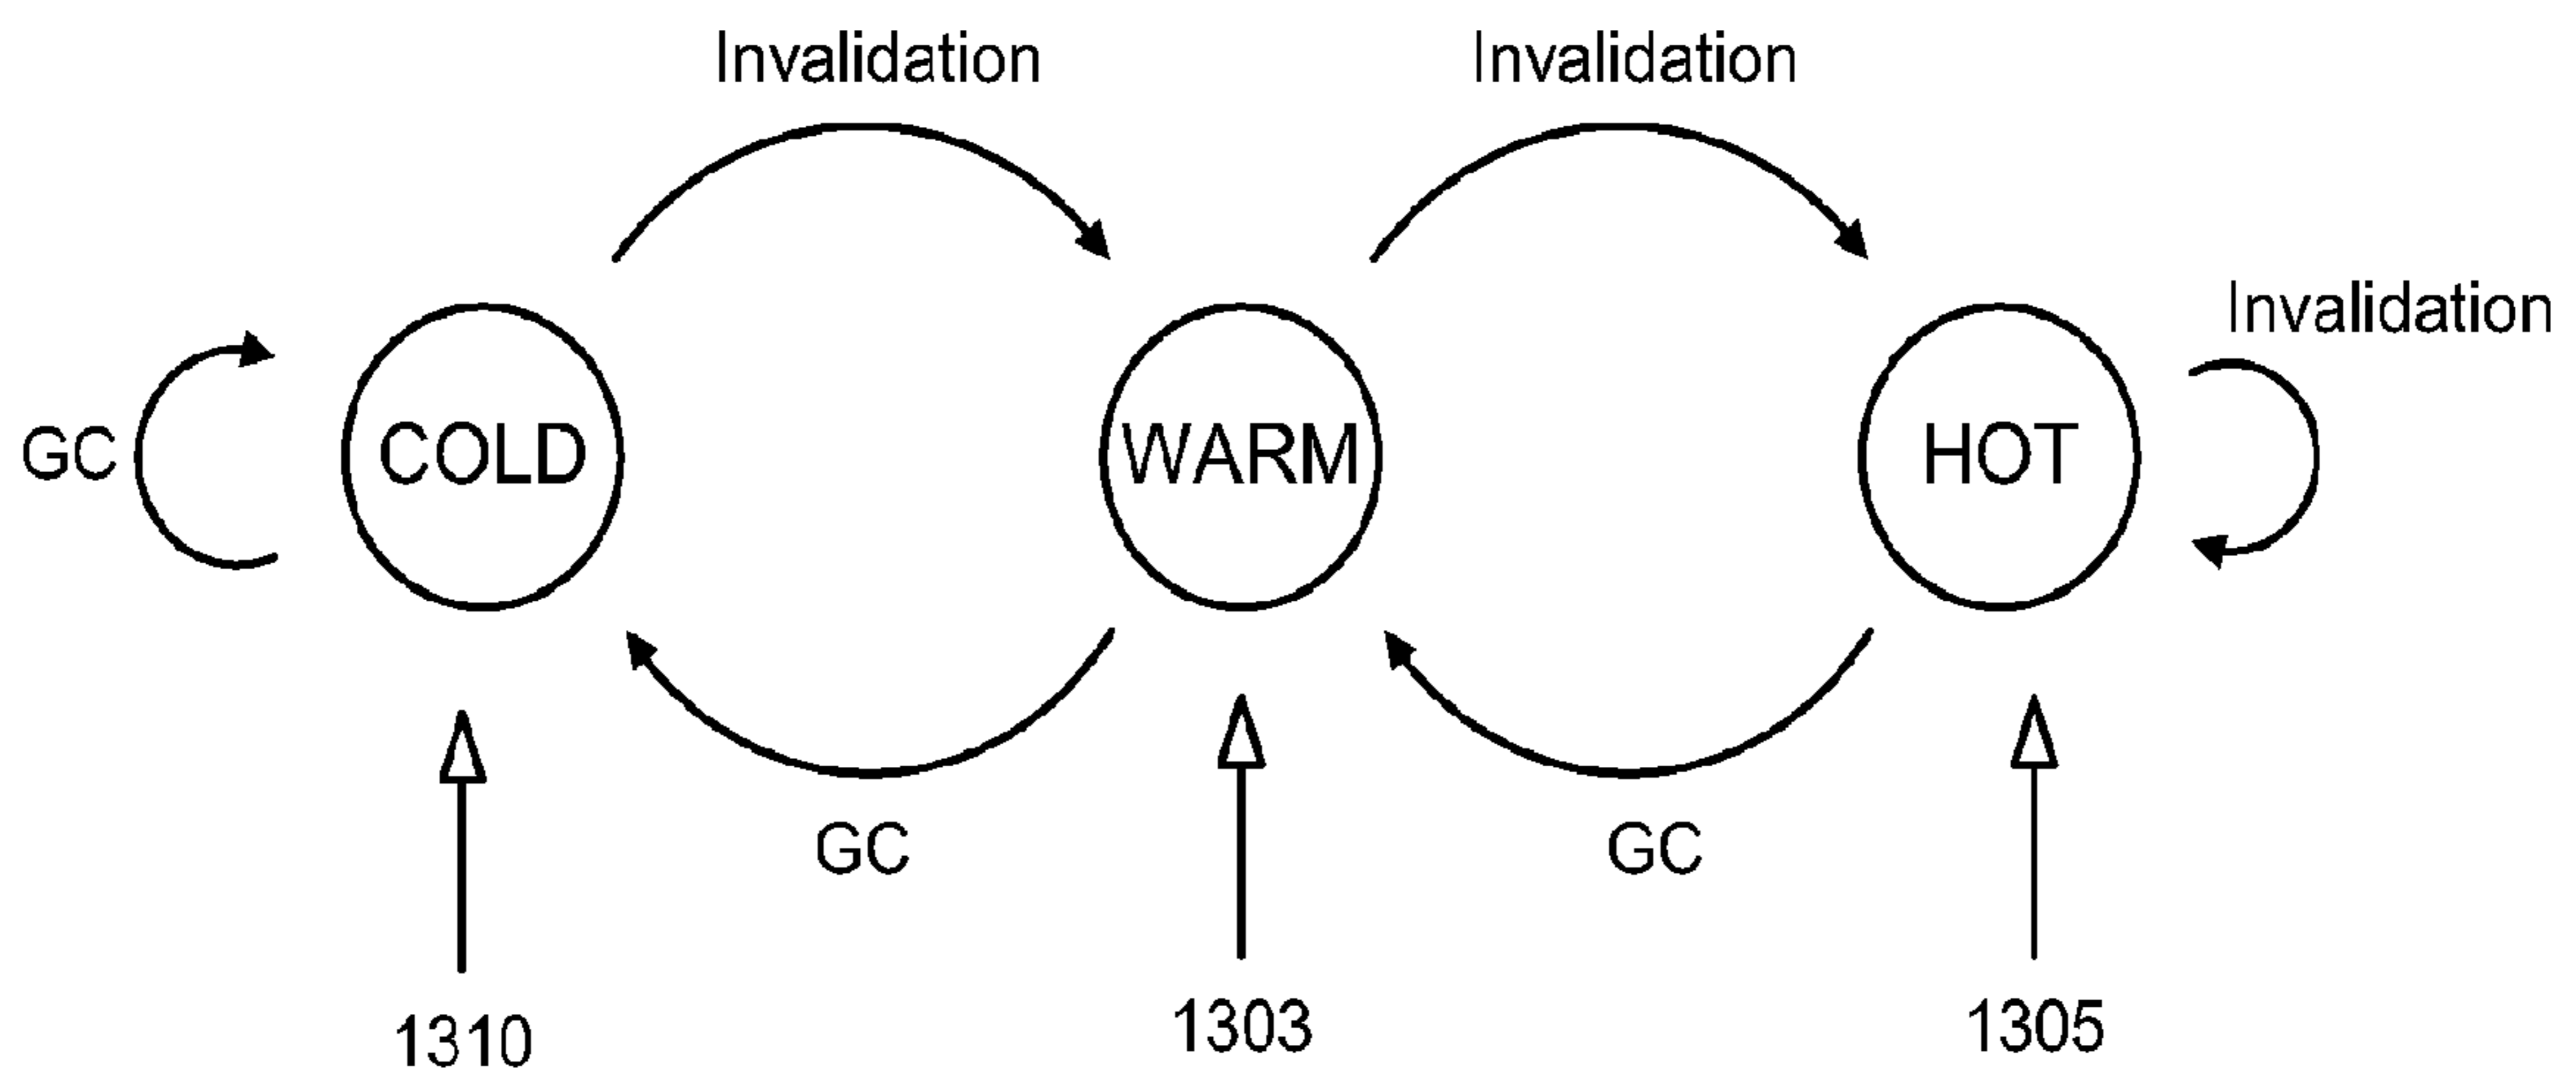 Invalidation
Invalidation
Invalidation
GC
COLD
WARM
HOT
GC
GC
1310
1303
1305